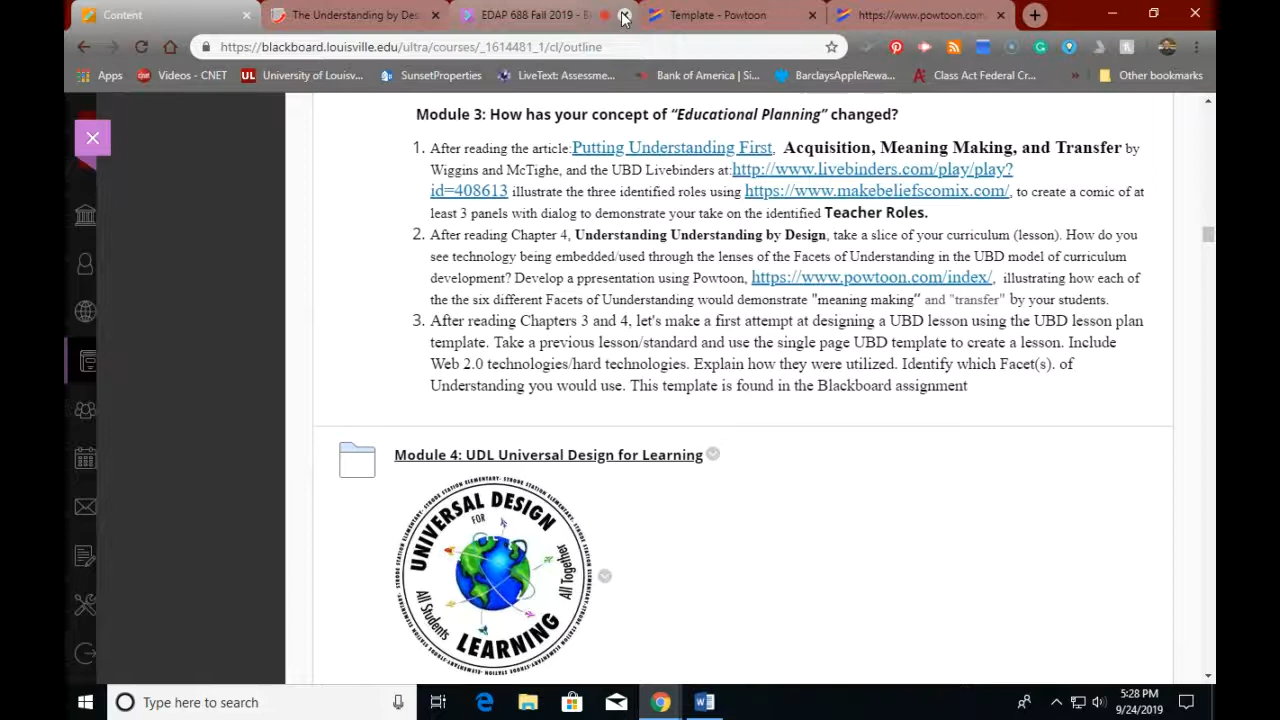 Content
The Understanding by Des
EDAP 688 Fall 2019 - B
Template - Powtoon
https://www.powtoon.com
https://blackboard.louisville.edu/ultra/courses/_1614481_1/cl/outline
Apps
Videos - CNET
University of Louisv...
SunsetProperties
LiveText: Assessme...
Bank of America | Si...
BarclaysAppleRewa...
Class Act Federal Cr...
»
Other bookmarks
Module 3: How has your concept of “Educational Planning” changed?
1. After reading the article:Putting Understanding First, Acquisition, Meaning Making, and Transfer by
Wiggins and McTighe, and the UBD Livebinders at:http://www.livebinders.com/play/play?
id=408613 illustrate the three identified roles using https://www.makebeliefscomix.com/, to create a comic of at
least 3 panels with dialog to demonstrate your take on the identified Teacher Roles.
2. After reading Chapter 4, Understanding Understanding by Design, take a slice of your curriculum (lesson). How do you
see technology being embedded/used through the lenses of the Facets of Understanding in the UBD model of curriculum
development? Develop a ppresentation using Powtoon, https://www.powtoon.com/index/, illustrating how each of
the the six different Facets of Uunderstanding would demonstrate "meaning making" and "transfer" by your students.
3. After reading Chapters 3 and 4, let's make a first attempt at designing a UBD lesson using the UBD lesson plan
template. Take a previous lesson/standard and use the single page UBD template to create a lesson. Include
Web 2.0 technologies/hard technologies. Explain how they were utilized. Identify which Facet(s). of
Understanding you would use. This template is found in the Blackboard assignment
Module 4: UDL Universal Design for Learning
UNIVERSAL DESIGN
FOR
LEARNING
All Students
All Together
STRODE STATION ELEMENTARY
Type here to search
5:28 PM
9/24/2019